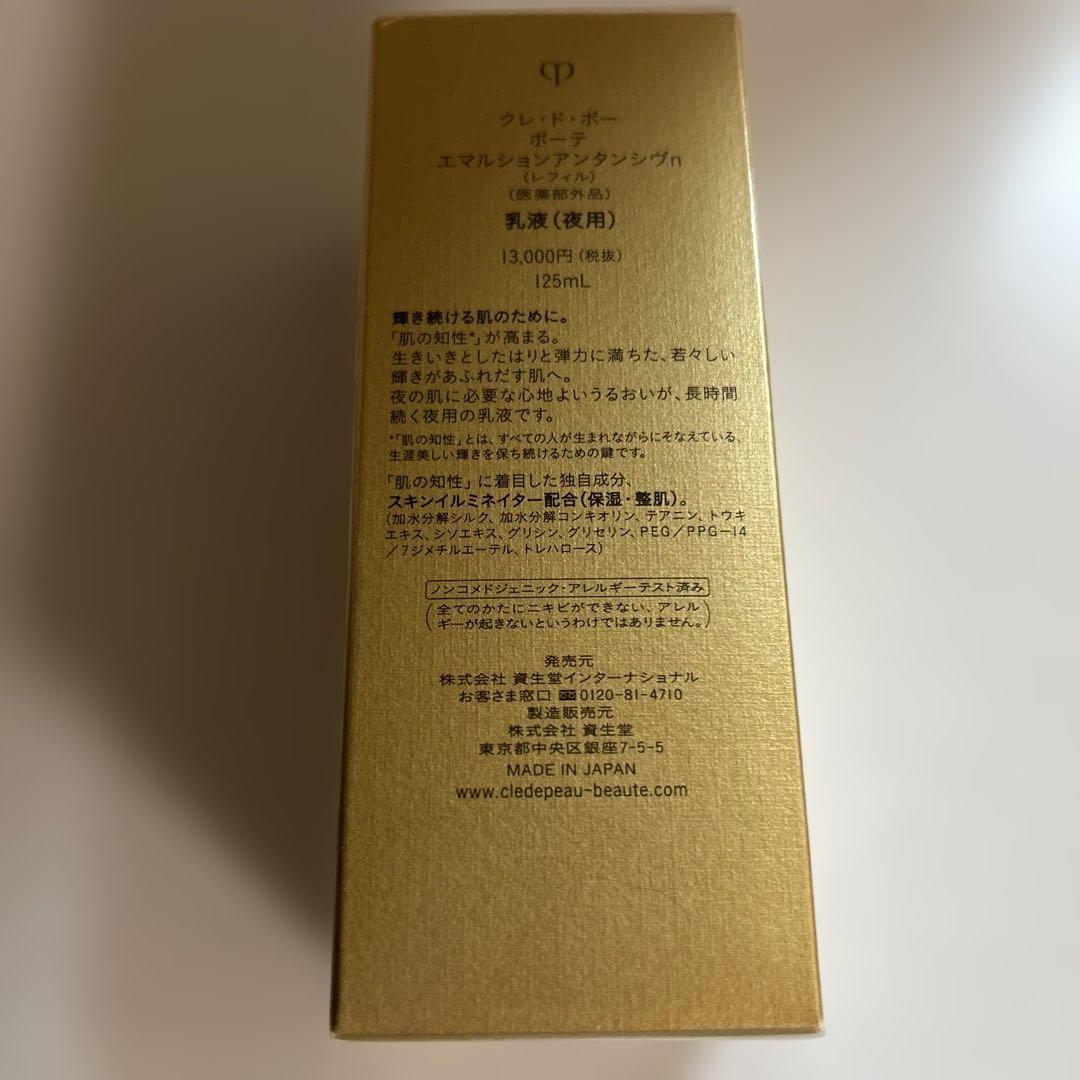 クレ・ド・ポー
ボーテ
エマルションアンタンシヴn
(レフィル)
(医薬部外品)
乳液(夜用)
13,000円(税抜)
125mL
輝き続ける肌のために。
「肌の知性*」が高まる。
生きいきとしたはりと弾力に満ちた、若々しい
輝きがあふれだす肌へ。
夜の肌に必要な心地よいうるおいが、長時間
続く夜用の乳液です。
*「肌の知性」とは、すべての人が生まれながらにそなえている、
生涯美しい輝きを保ち続けるための鍵です。
「肌の知性」に着目した独自成分、
スキンイルミネイター配合(保湿・整肌)。
(加水分解シルク、加水分解コンキオリン、テアニン、トウキ
エキス、シソエキス、グリシン、グリセリン、PEG/PPG-14
/7ジメチルエーテル、トレハロース)
ノンコメドジェニック・アレルギーテスト済み
(全てのかたにニキビができない、アレル
ギーが起きないというわけではありません。)
発売元
株式会社 資生堂インターナショナル
お客さま窓口 0120-81-4710
製造販売元
株式会社 資生堂
東京都中央区銀座7-5-5
MADE IN JAPAN
www.cledepeau-beaute.com